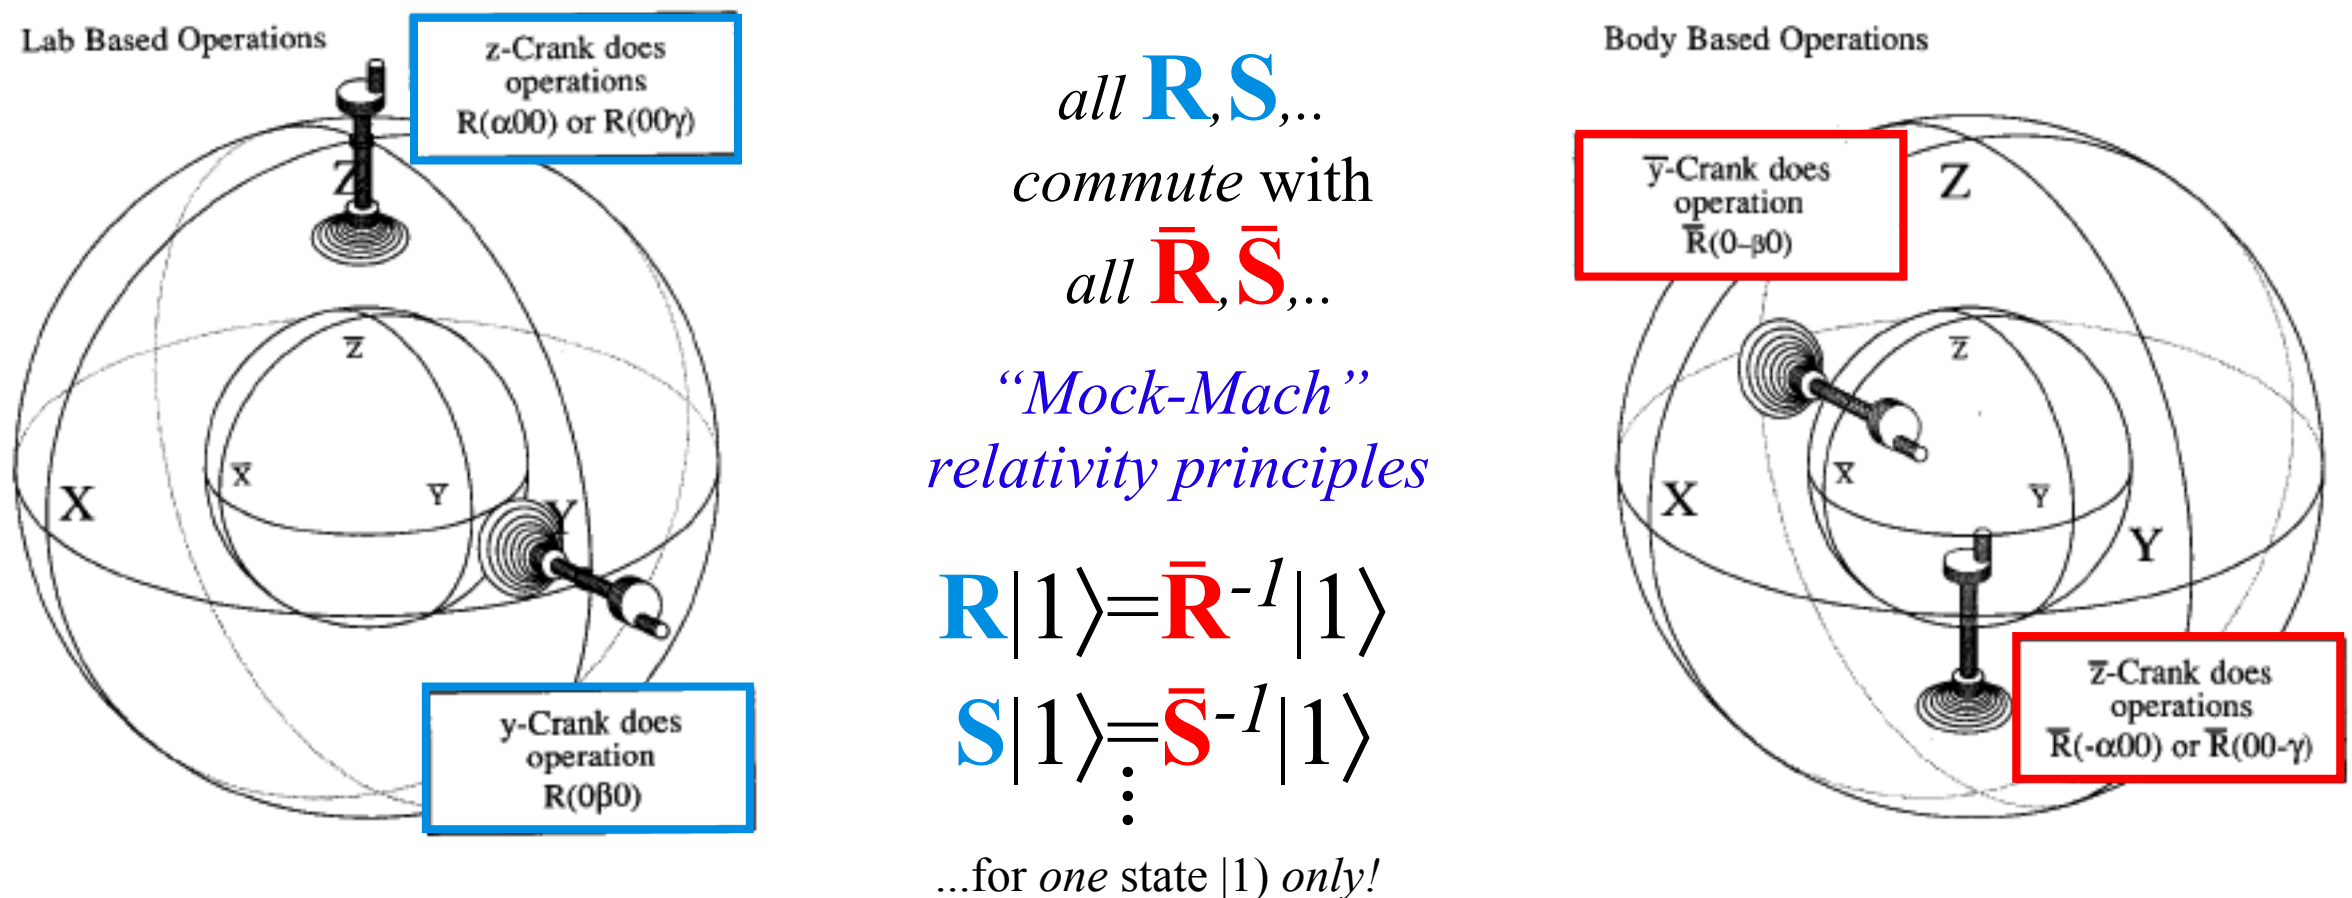 Lab Based Operations
z-Crank does
operations
R(α00) or R(00γ)
Z
z̅
x̅
Y̅
X
Y
y-Crank does
operation
R(0β0)
all R,S,..
commute with
all R̅,S̅,..
“Mock-Mach”
relativity principles
R|1⟩=R̅⁻¹|1⟩
S|1⟩=S̅⁻¹|1⟩
⋮
...for one state |1) only!
Body Based Operations
y̅-Crank does
operation
R̅(0-β0)
Z
z̅
x̅
Y̅
X
Y
z̅-Crank does
operations
R̅(-α00) or R̅(00-γ)